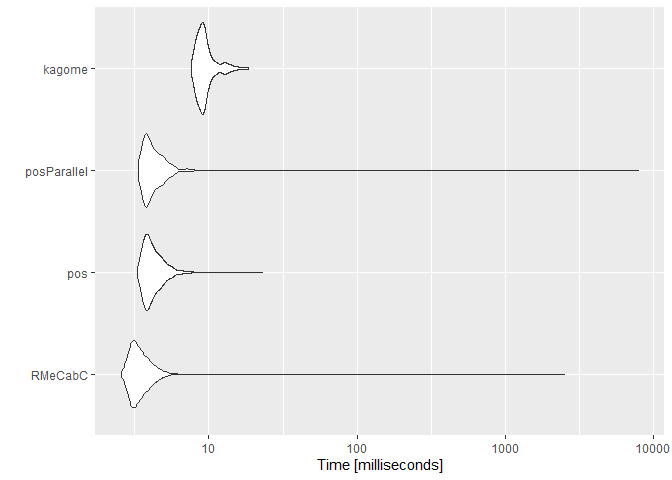 kagome
posParallel
pos
RMeCabC
10
100
1000
10000
Time [milliseconds]